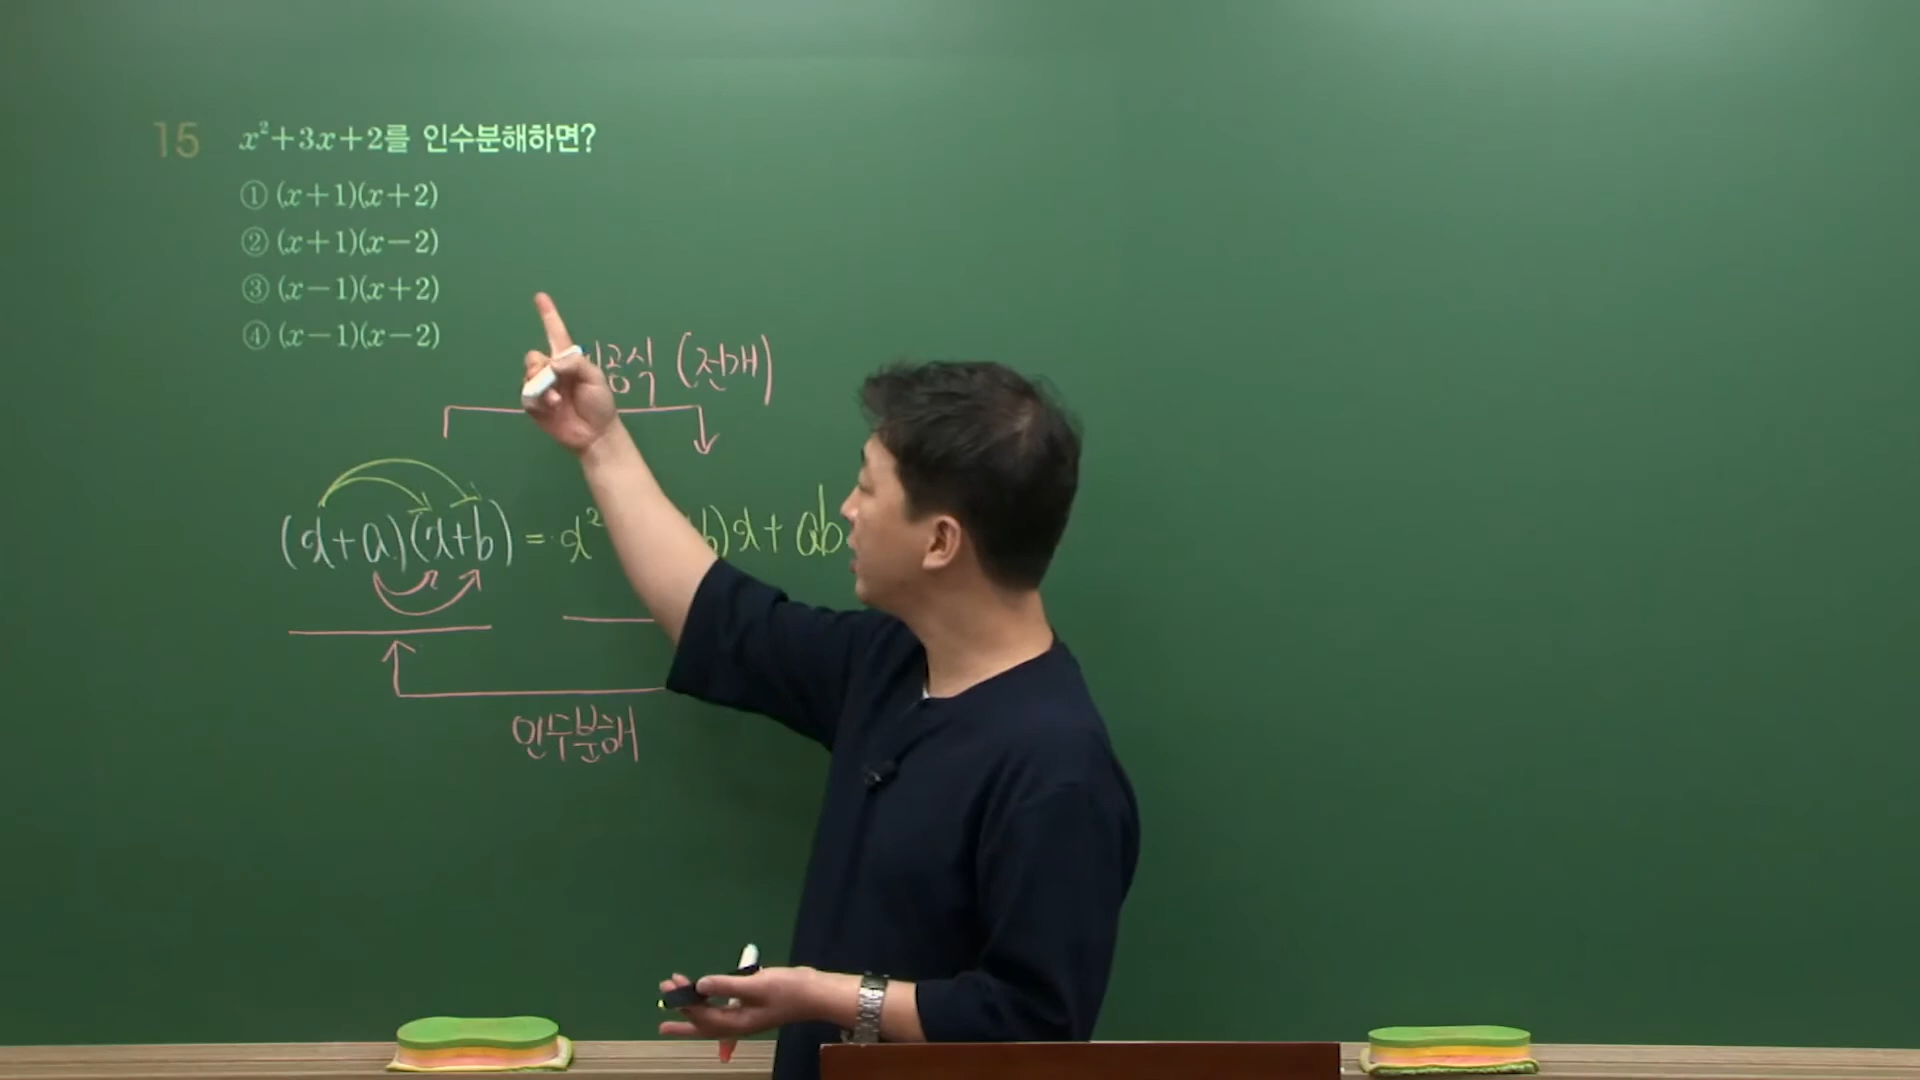 15 x²+3x+2를 인수분해하면?
① (x+1)(x+2)
② (x+1)(x-2)
③ (x-1)(x+2)
④ (x-1)(x-2)
공식 (전개)
(x+a)(x+b) = x² b)x + ab
인수분해